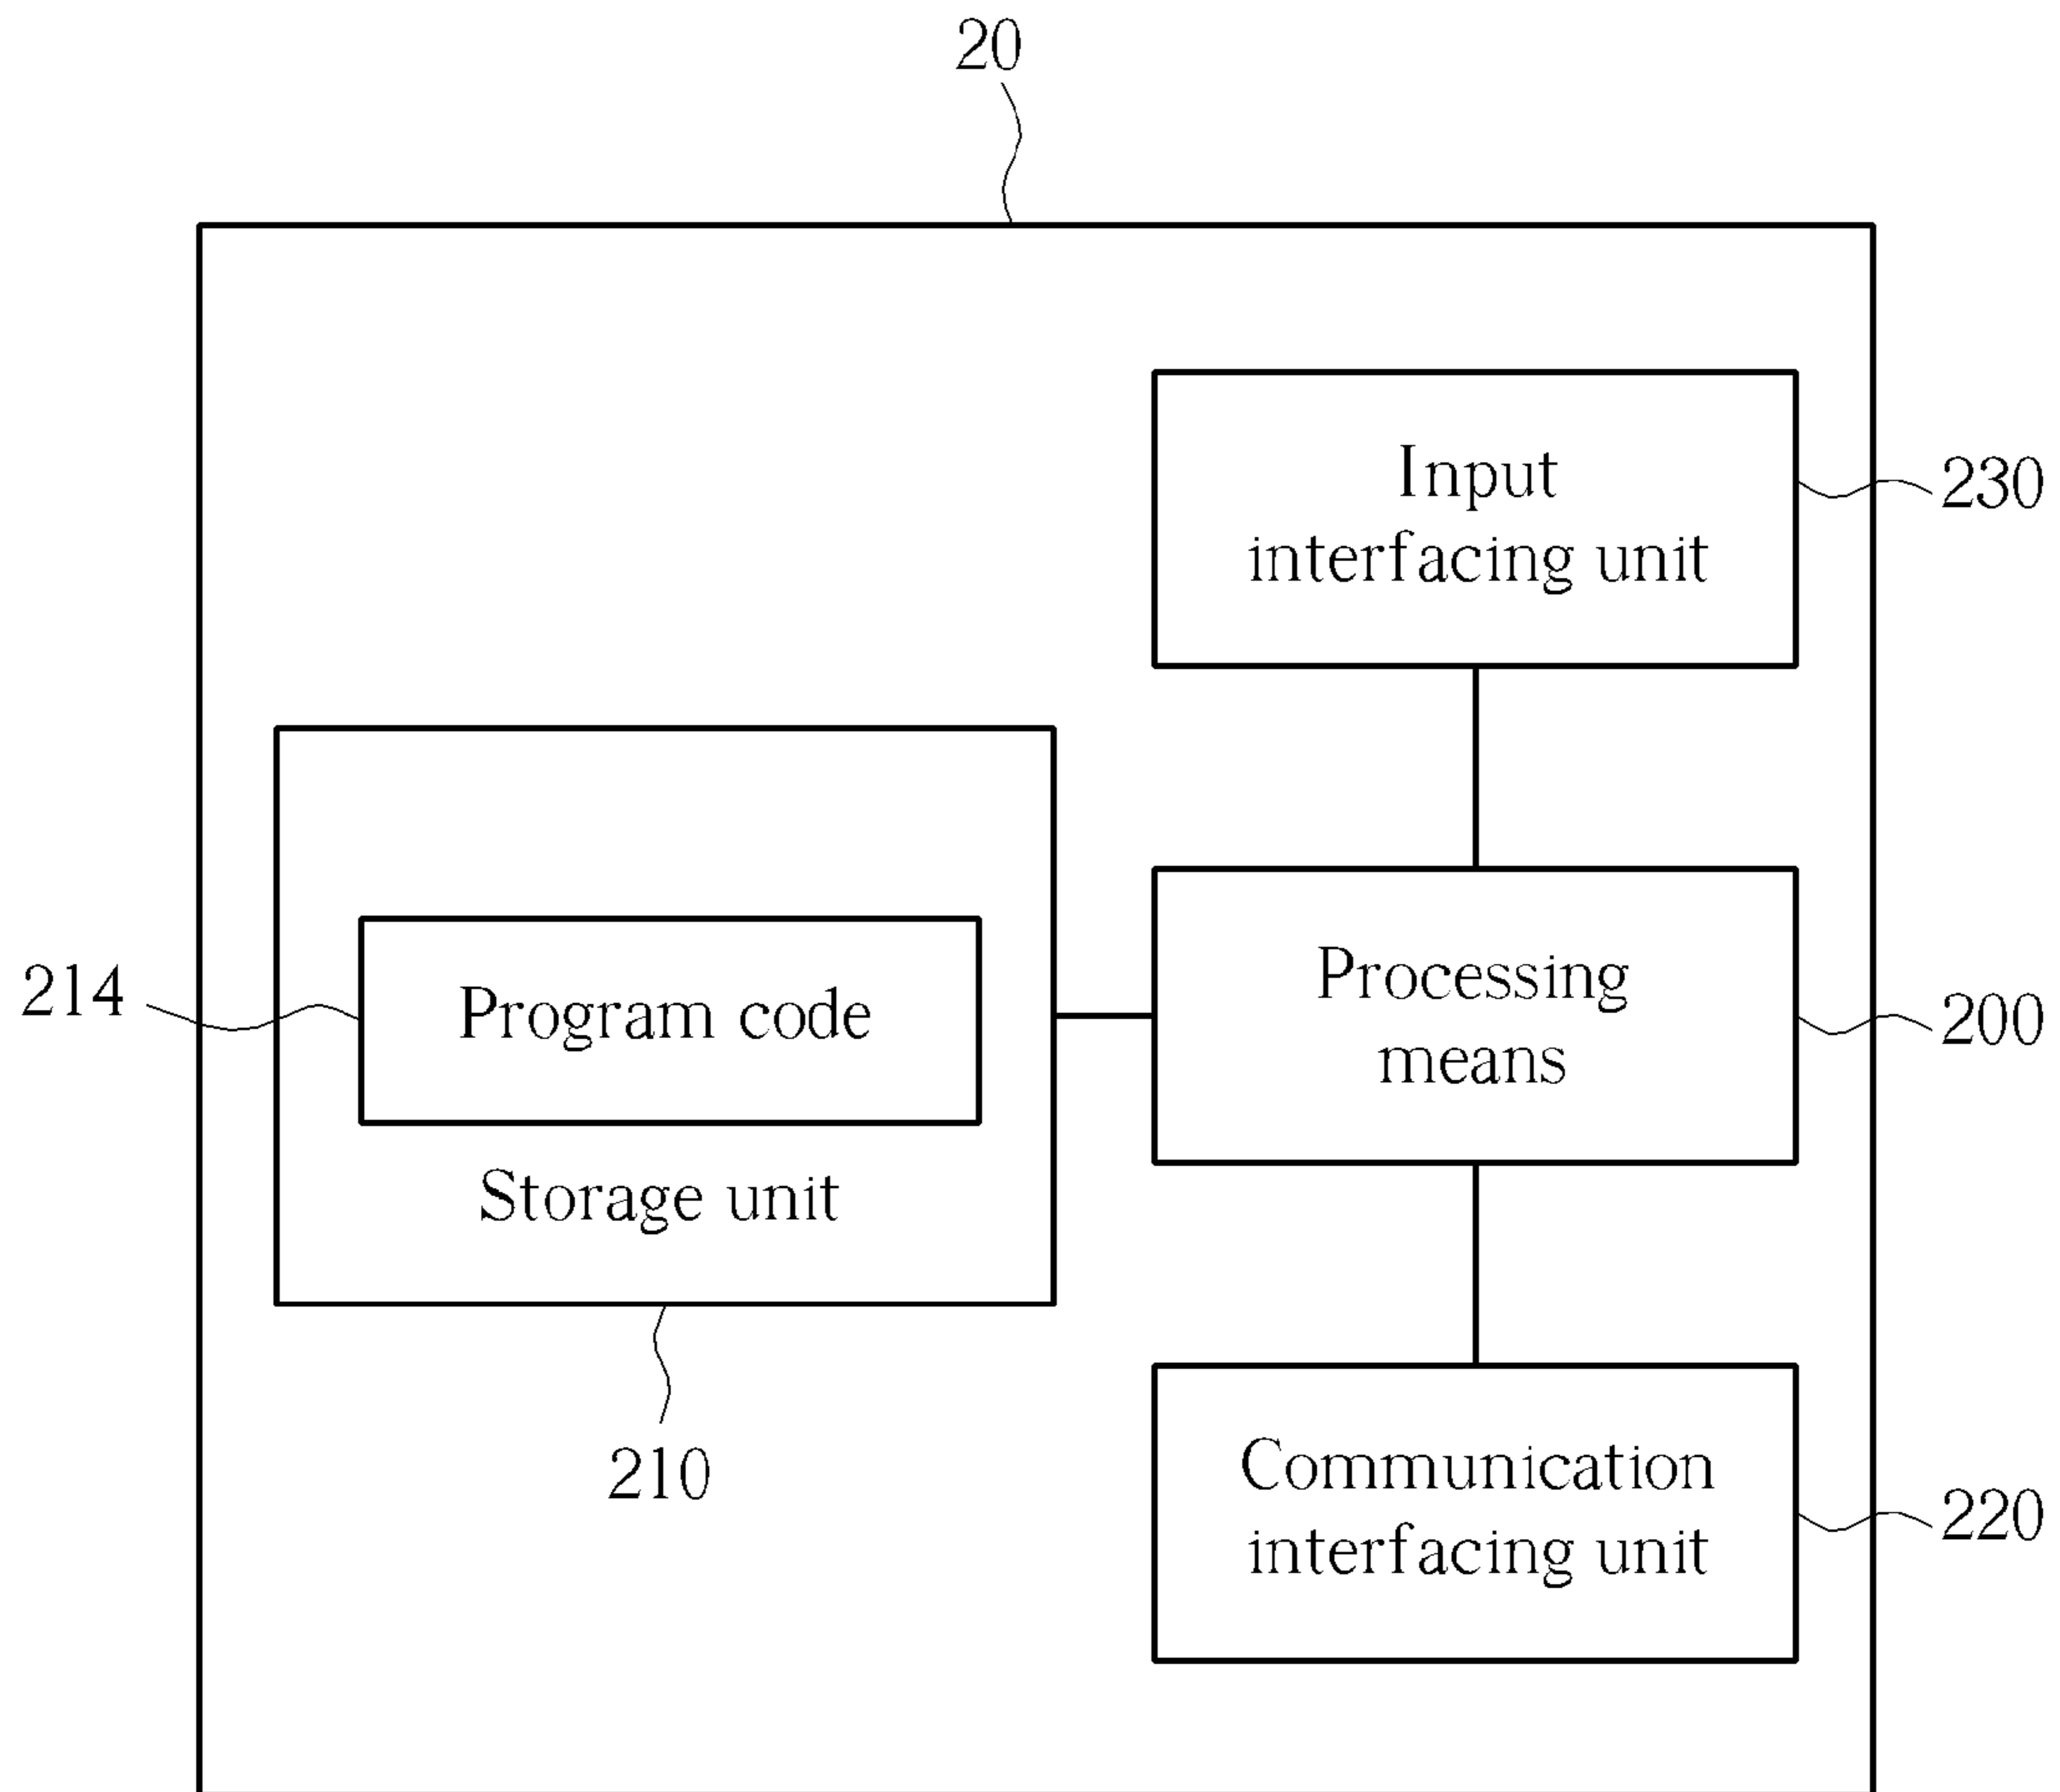 20
Input
interfacing unit
230
214
Program code
Processing
means
200
Storage unit
210
Communication
interfacing unit
220